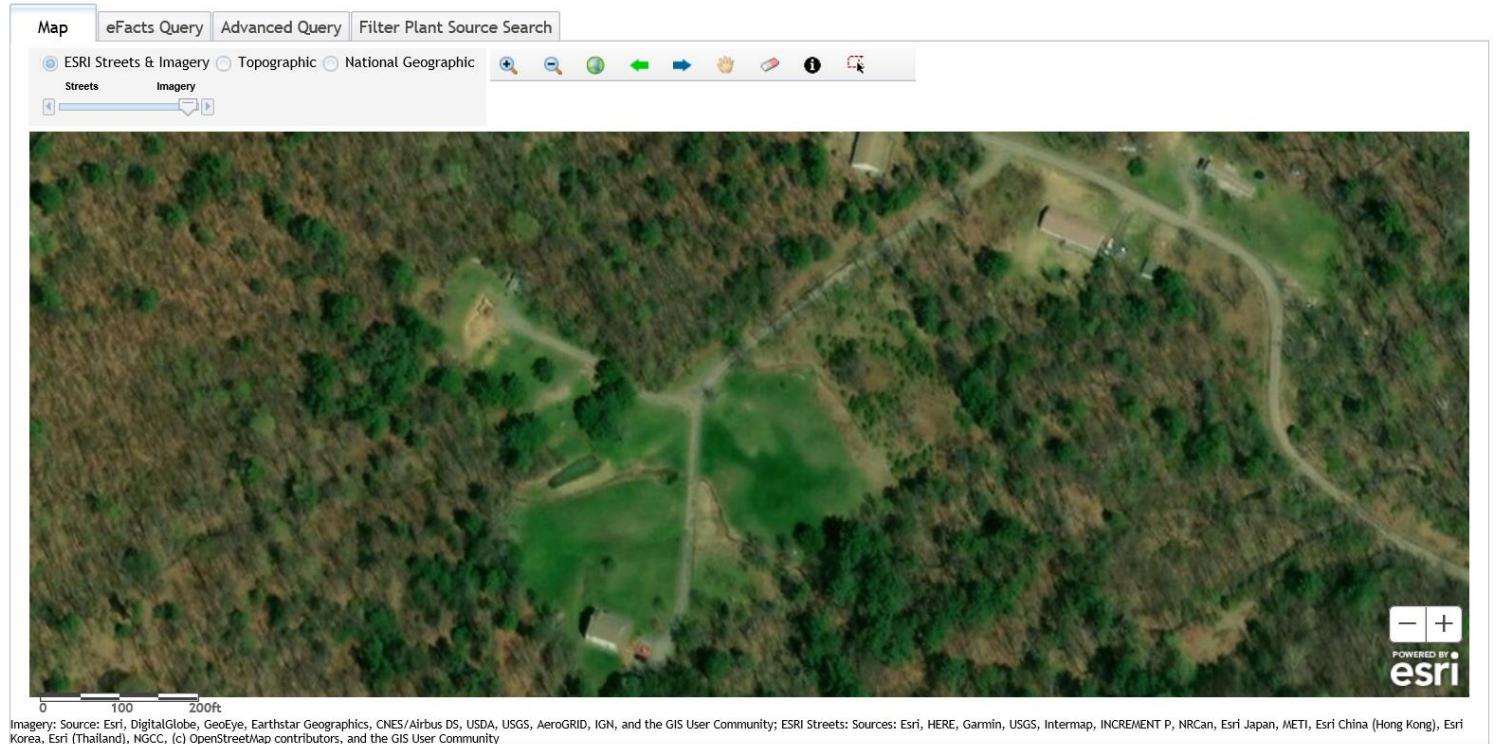 Map eFacts Query Advanced Query Filter Plant Source Search
ESRI Streets & Imagery Topographic National Geographic
Streets Imagery
POWERED BY
esri
0 100 200ft
Imagery: Source: Esri, DigitalGlobe, GeoEye, Earthstar Geographics, CNES/Airbus DS, USDA, USGS, AeroGRID, IGN, and the GIS User Community; ESRI Streets: Sources: Esri, HERE, Garmin, USGS, Intermap, INCREMENT P, NRCan, Esri Japan, METI, Esri China (Hong Kong), Esri
Korea, Esri (Thailand), NGCC, (c) OpenStreetMap contributors, and the GIS User Community